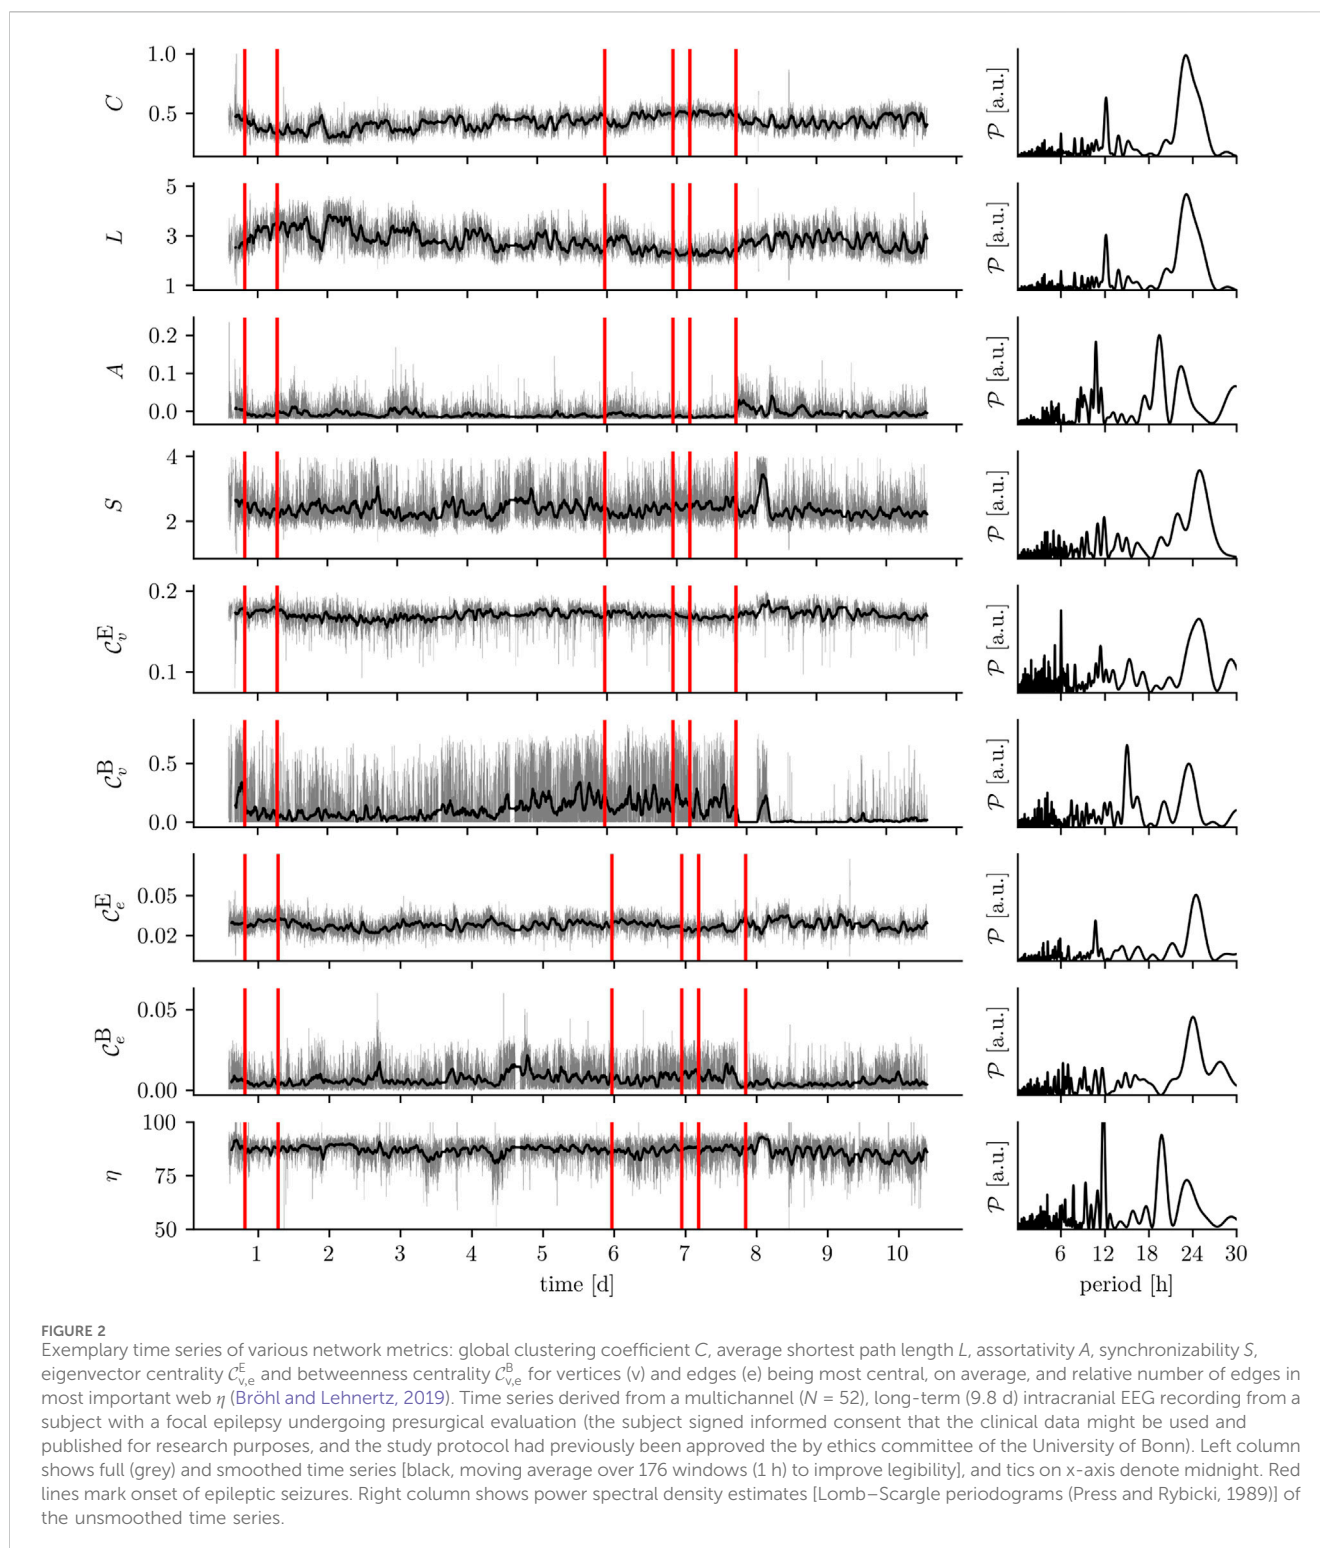 C
1.0
0.5
P [a.u.]
L
5
3
1
P [a.u.]
A
0.2
0.1
0.0
P [a.u.]
S
4
2
P [a.u.]
C_v^E
0.2
0.1
P [a.u.]
C_v^B
0.5
0.0
P [a.u.]
C_e^E
0.05
0.02
P [a.u.]
C_e^B
0.05
0.00
P [a.u.]
η
100
75
50
P [a.u.]
1 2 3 4 5 6 7 8 9 10
time [d]
6 12 18 24 30
period [h]
FIGURE 2
Exemplary time series of various network metrics: global clustering coefficient C, average shortest path length L, assortativity A, synchronizability S,
eigenvector centrality C_{v,e}^E and betweenness centrality C_{v,e}^B for vertices (v) and edges (e) being most central, on average, and relative number of edges in
most important web η (Bröhl and Lehnertz, 2019). Time series derived from a multichannel (N = 52), long-term (9.8 d) intracranial EEG recording from a
subject with a focal epilepsy undergoing presurgical evaluation (the subject signed informed consent that the clinical data might be used and
published for research purposes, and the study protocol had previously been approved the by ethics committee of the University of Bonn). Left column
shows full (grey) and smoothed time series [black, moving average over 176 windows (1 h) to improve legibility], and tics on x-axis denote midnight. Red
lines mark onset of epileptic seizures. Right column shows power spectral density estimates [Lomb–Scargle periodograms (Press and Rybicki, 1989)] of
the unsmoothed time series.